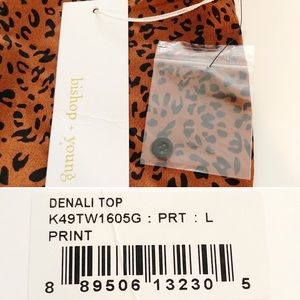 bishop + young
DENALI TOP
K49TW1605G : PRT : L
PRINT
8 89506 13230 5